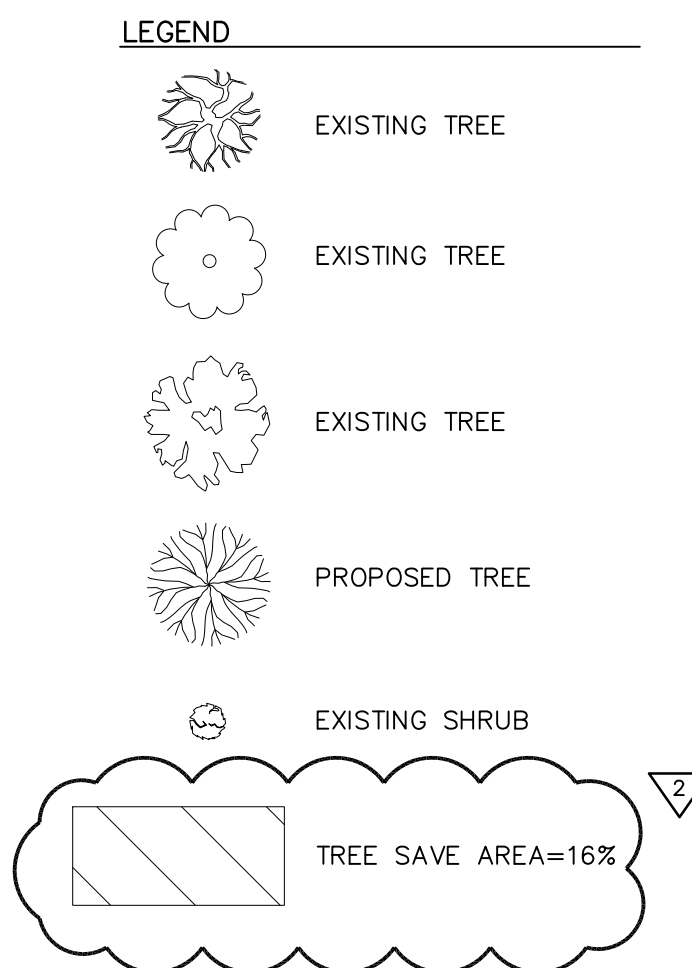 LEGEND
EXISTING TREE
EXISTING TREE
EXISTING TREE
PROPOSED TREE
EXISTING SHRUB
2
TREE SAVE AREA=16%